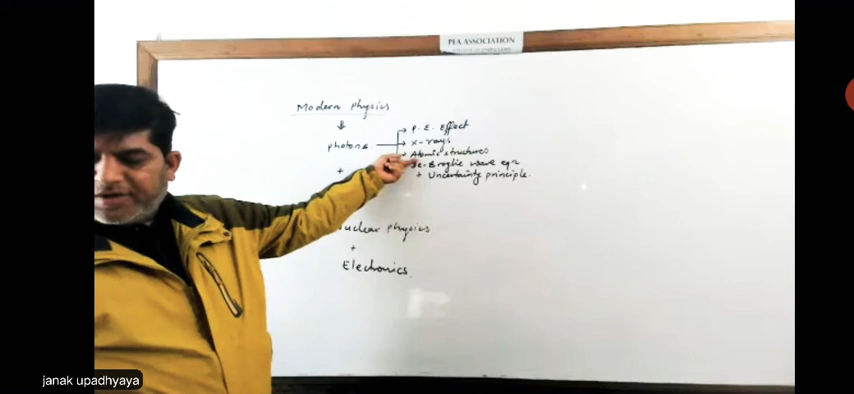 PEA ASSOCIATION
Modern Physics
P. E. Effect
photons
X-rays
Atomic structures
De-Broglie wave eqn
+
+ Uncertainty principle.
Nuclear physics
+
Electronics.
janak upadhyaya